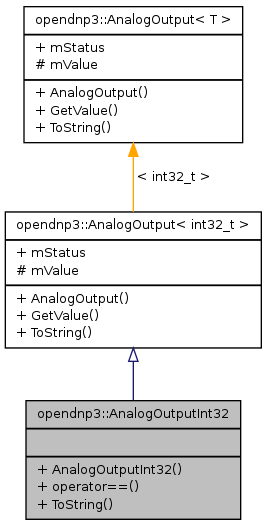 opendnp3::AnalogOutput< T >
+ mStatus
# mValue
+ AnalogOutput()
+ GetValue()
+ ToString()
< int32_t >
opendnp3::AnalogOutput< int32_t >
+ mStatus
# mValue
+ AnalogOutput()
+ GetValue()
+ ToString()
opendnp3::AnalogOutputInt32
+ AnalogOutputInt32()
+ operator==()
+ ToString()